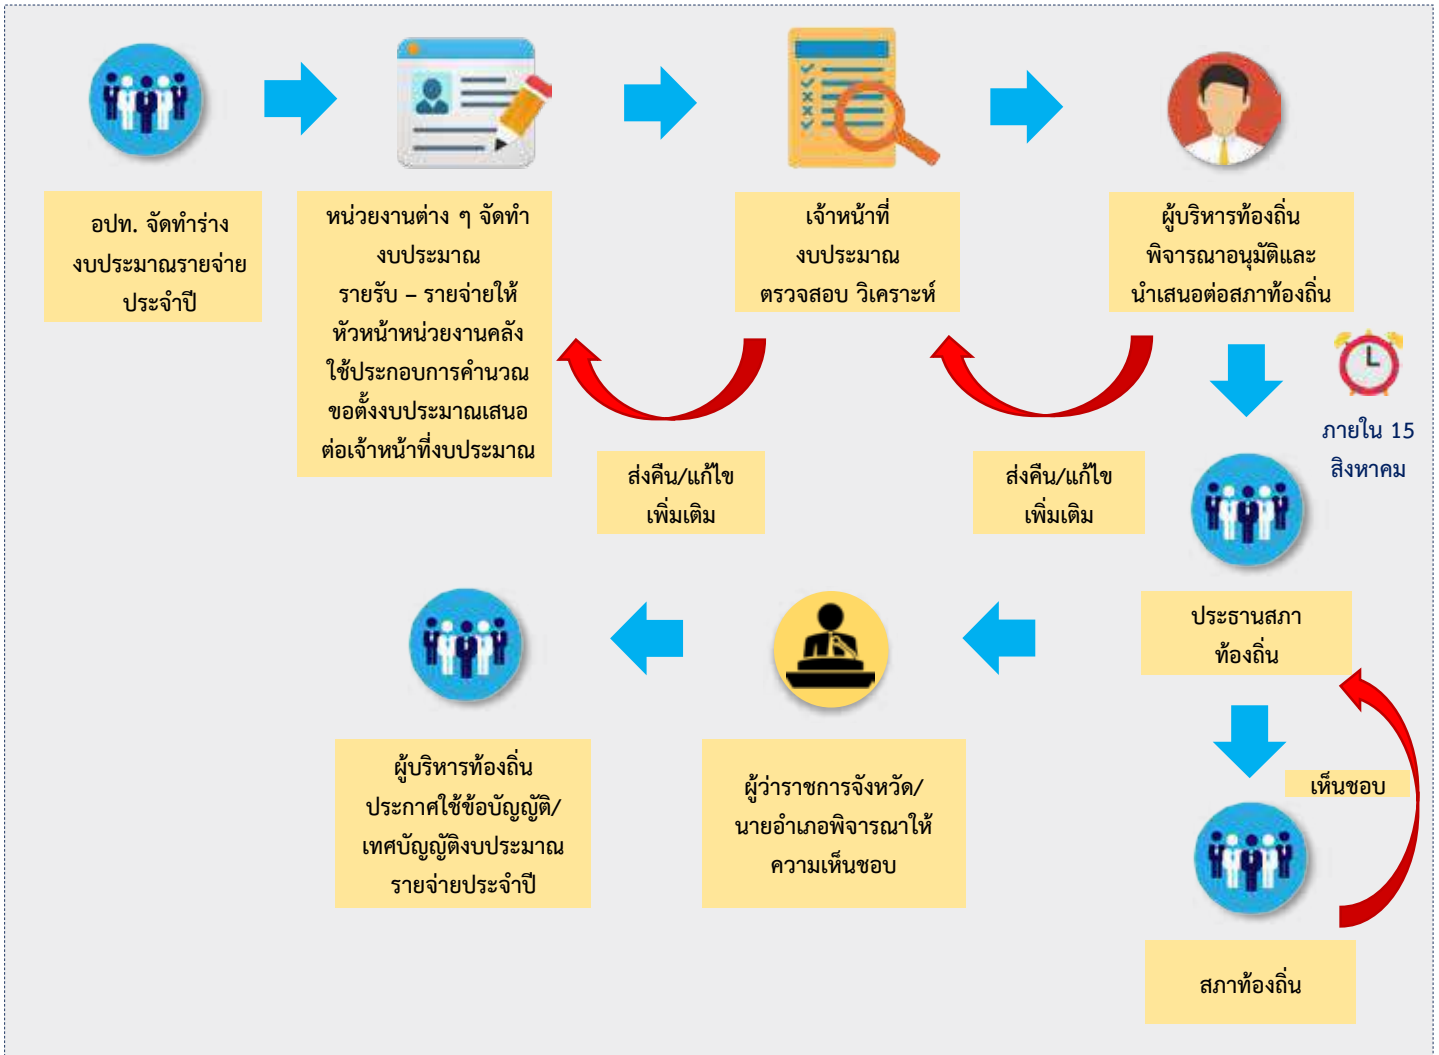 อปท. จัดทำร่าง
งบประมาณรายจ่าย
ประจำปี
หน่วยงานต่าง ๆ จัดทำ
งบประมาณ
รายรับ – รายจ่ายให้
หัวหน้าหน่วยงานคลัง
ใช้ประกอบการคำนวณ
ขอตั้งงบประมาณเสนอ
ต่อเจ้าหน้าที่งบประมาณ
เจ้าหน้าที่
งบประมาณ
ตรวจสอบ วิเคราะห์
ผู้บริหารท้องถิ่น
พิจารณาอนุมัติและ
นำเสนอต่อสภาท้องถิ่น
ส่งคืน/แก้ไข
เพิ่มเติม
ส่งคืน/แก้ไข
เพิ่มเติม
ภายใน 15
สิงหาคม
ประธานสภา
ท้องถิ่น
เห็นชอบ
สภาท้องถิ่น
ผู้ว่าราชการจังหวัด/
นายอำเภอพิจารณาให้
ความเห็นชอบ
ผู้บริหารท้องถิ่น
ประกาศใช้ข้อบัญญัติ/
เทศบัญญัติงบประมาณ
รายจ่ายประจำปี